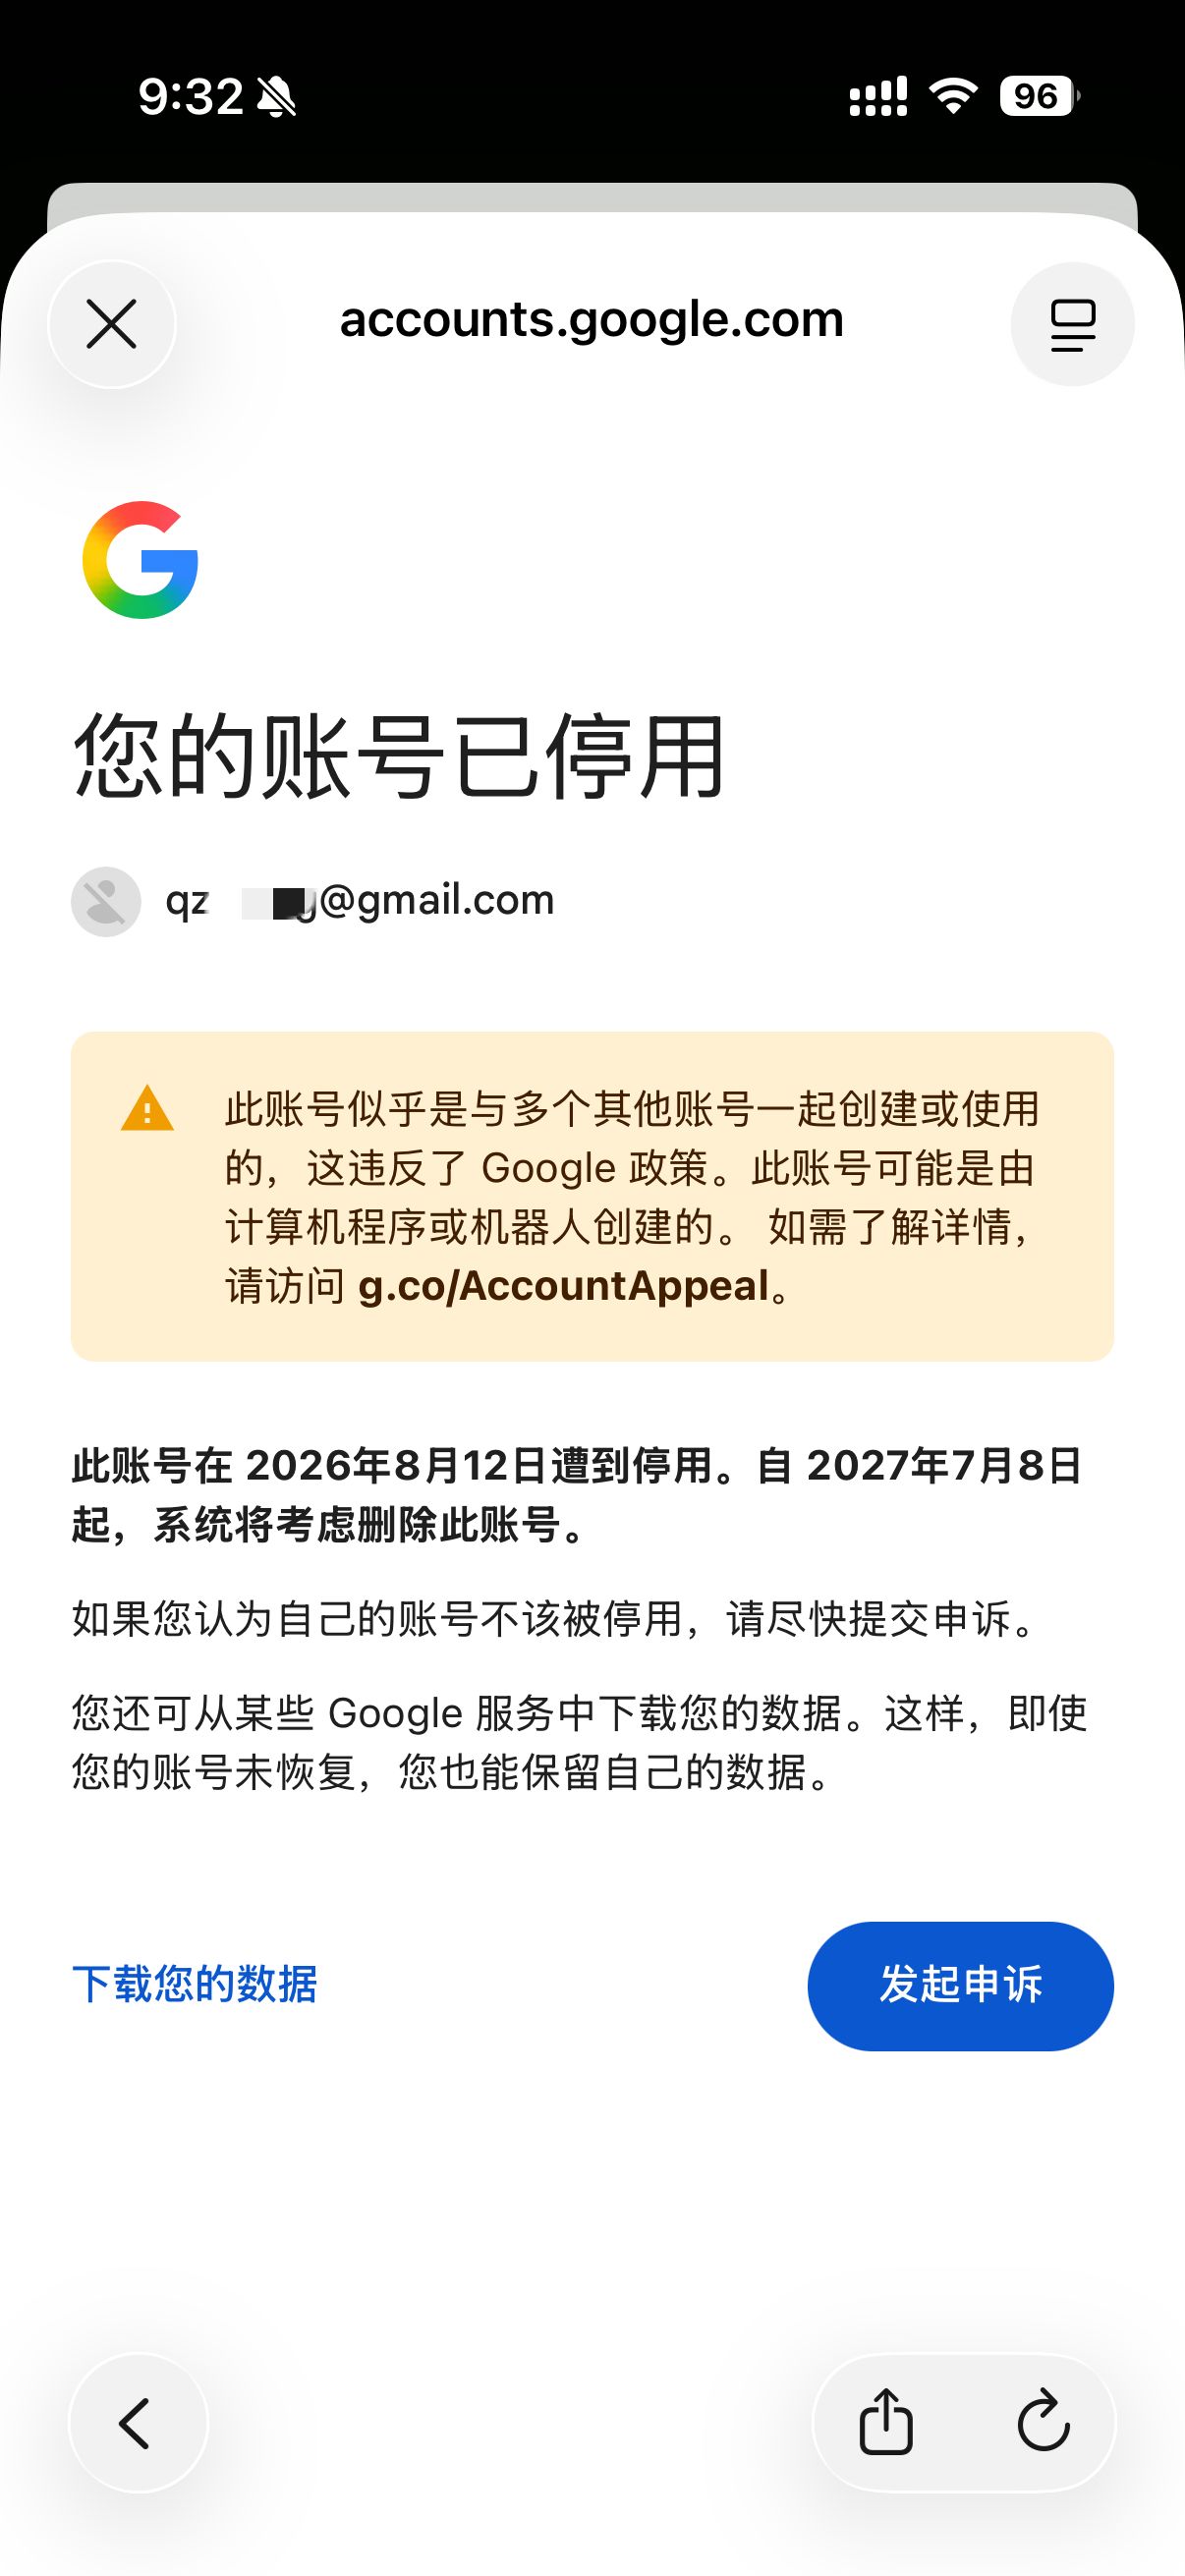 9:32
96
accounts.google.com
您的账号已停用
qz g@gmail.com
此账号似乎是与多个其他账号一起创建或使用
的，这违反了 Google 政策。此账号可能是由
计算机程序或机器人创建的。 如需了解详情，
请访问 g.co/AccountAppeal。
此账号在 2026年8月12日遭到停用。自 2027年7月8日
起，系统将考虑删除此账号。
如果您认为自己的账号不该被停用，请尽快提交申诉。
您还可从某些 Google 服务中下载您的数据。这样，即使
您的账号未恢复，您也能保留自己的数据。
下载您的数据
发起申诉